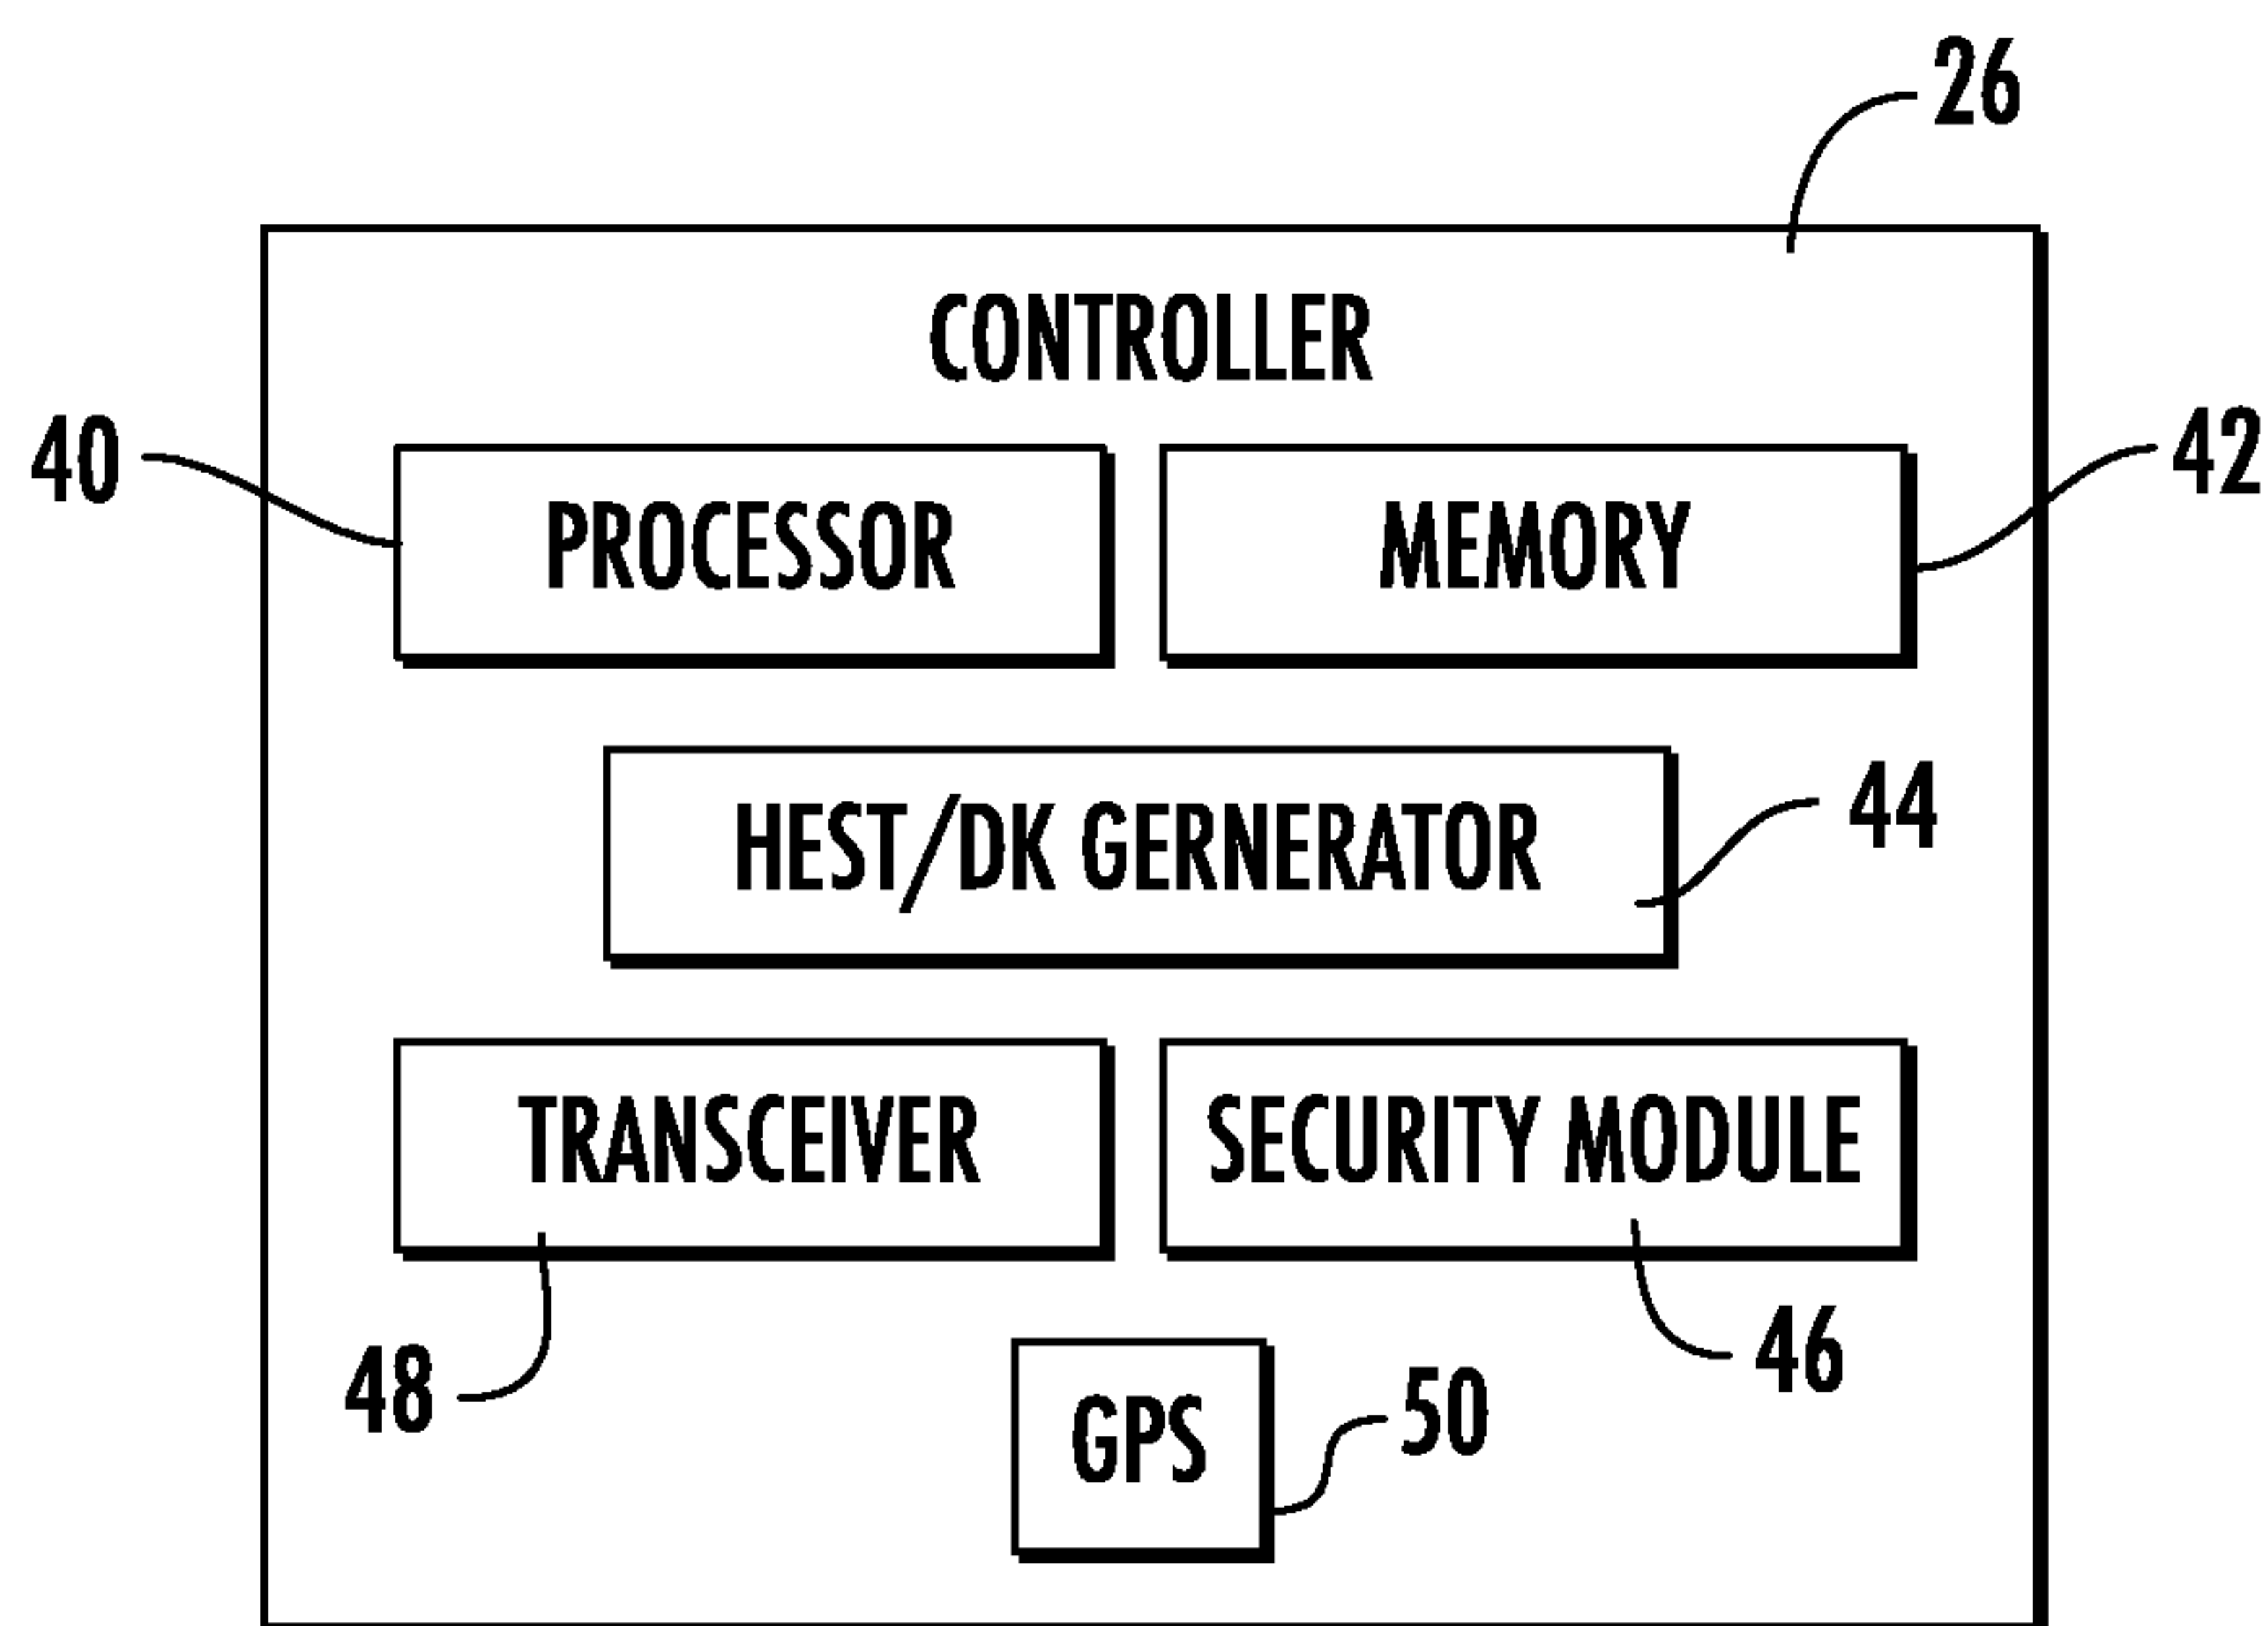 26
CONTROLLER
40
PROCESSOR
MEMORY
42
HEST/DK GERNERATOR
44
TRANSCEIVER
SECURITY MODULE
48
GPS
50
46